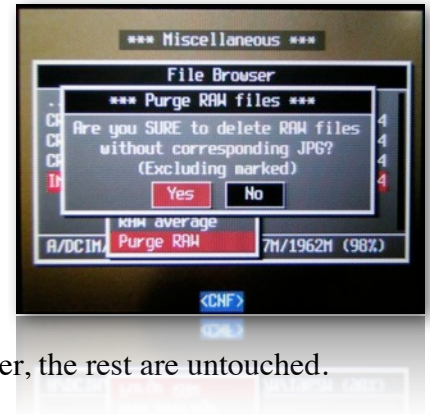 *** Miscellaneous ***
File Browser
*** Purge RAW files ***
Are you SURE to delete RAW files
without corresponding JPG?
(Excluding marked)
Yes No
RAW average
Purge RAW
A/DCIM/ 7M/1962M (98%)
<CNF>
er, the rest are untouched.